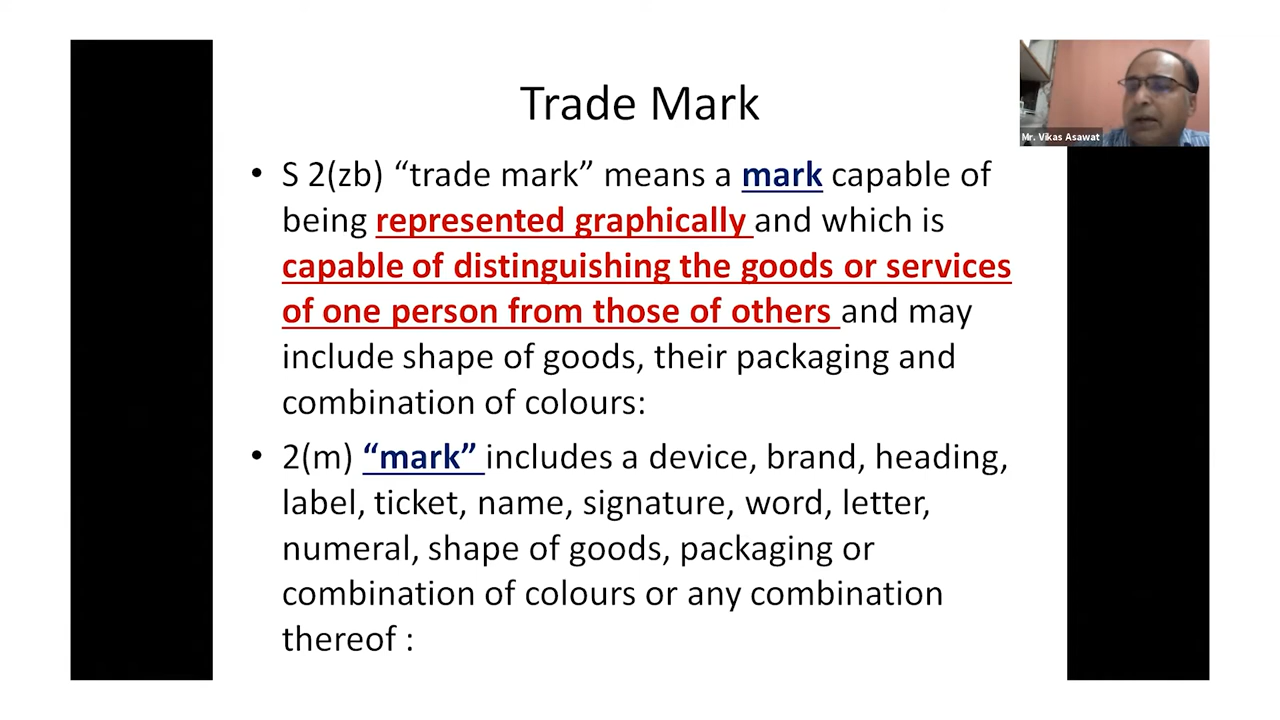 Trade Mark
Mr. Vikas Asawat
• S 2(zb) “trade mark” means a mark capable of
being represented graphically and which is
capable of distinguishing the goods or services
of one person from those of others and may
include shape of goods, their packaging and
combination of colours:
• 2(m) “mark” includes a device, brand, heading,
label, ticket, name, signature, word, letter,
numeral, shape of goods, packaging or
combination of colours or any combination
thereof :